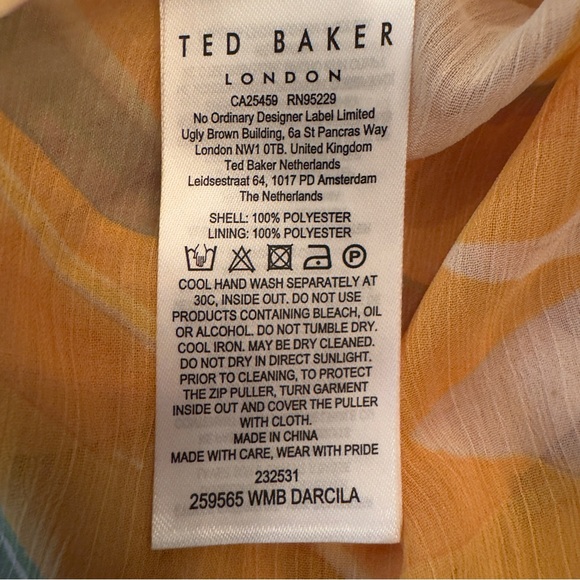 TED BAKER
LONDON
CA25459 RN95229
No Ordinary Designer Label Limited
Ugly Brown Building, 6a St Pancras Way
London NW1 0TB. United Kingdom
Ted Baker Netherlands
Leidsestraat 64, 1017 PD Amsterdam
The Netherlands
SHELL: 100% POLYESTER
LINING: 100% POLYESTER
P
COOL HAND WASH SEPARATELY AT
30C, INSIDE OUT. DO NOT USE
PRODUCTS CONTAINING BLEACH, OIL
OR ALCOHOL. DO NOT TUMBLE DRY.
COOL IRON. MAY BE DRY CLEANED.
DO NOT DRY IN DIRECT SUNLIGHT.
PRIOR TO CLEANING, TO PROTECT
THE ZIP PULLER, TURN GARMENT
INSIDE OUT AND COVER THE PULLER
WITH CLOTH.
MADE IN CHINA
MADE WITH CARE, WEAR WITH PRIDE
232531
259565 WMB DARCILA